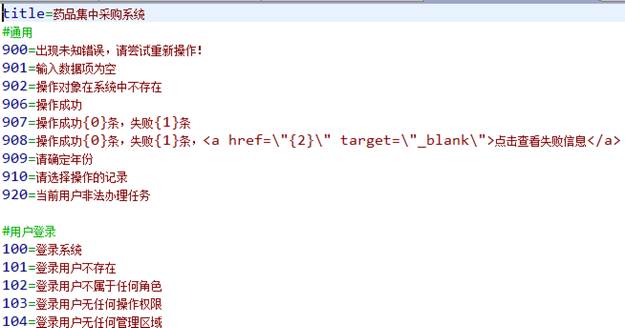 title=药品集中采购系统
#通用
900=出现未知错误，请尝试重新操作！
901=输入数据项为空
902=操作对象在系统中不存在
906=操作成功
907=操作成功{0}条，失败{1}条
908=操作成功{0}条，失败{1}条，<a href=\"{2}\" target=\"_blank\">点击查看失败信息</a>
909=请确定年份
910=请选择操作的记录
920=当前用户非法办理任务
#用户登录
100=登录系统
101=登录用户不存在
102=登录用户不属于任何角色
103=登录用户无任何操作权限
104=登录用户无任何管理区域